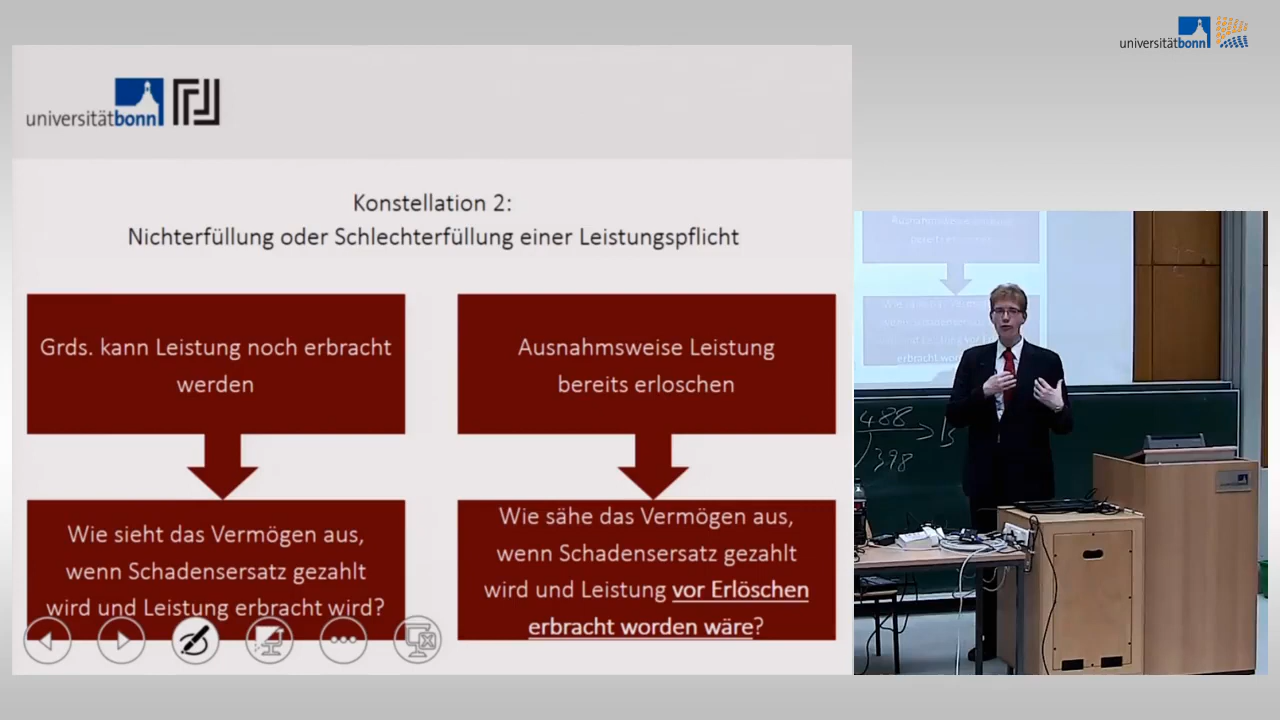 universitätbonn
universitätbonn
Konstellation 2:
Nichterfüllung oder Schlechterfüllung einer Leistungspflicht
Grds. kann Leistung noch erbracht
werden
Ausnahmsweise Leistung
bereits erloschen
Wie sieht das Vermögen aus,
wenn Schadensersatz gezahlt
wird und Leistung erbracht wird?
Wie sähe das Vermögen aus,
wenn Schadensersatz gezahlt
wird und Leistung vor Erlöschen
erbracht worden wäre?
488
398